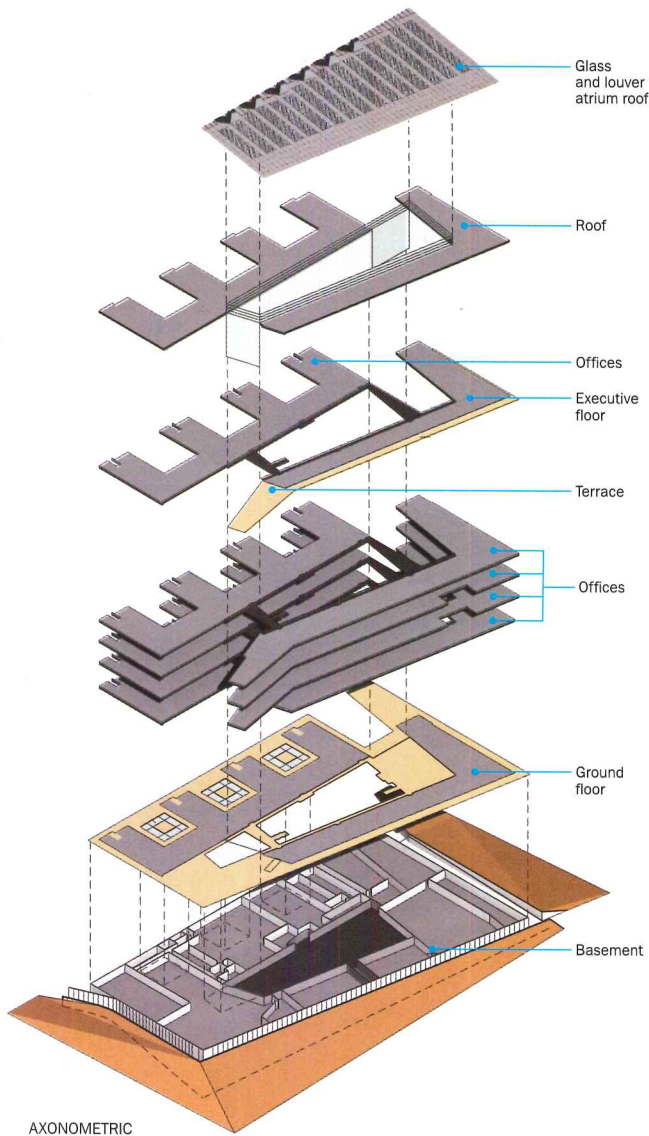 Glass
and louver
atrium roof
Roof
Offices
Executive
floor
Terrace
Offices
Ground
floor
Basement
AXONOMETRIC